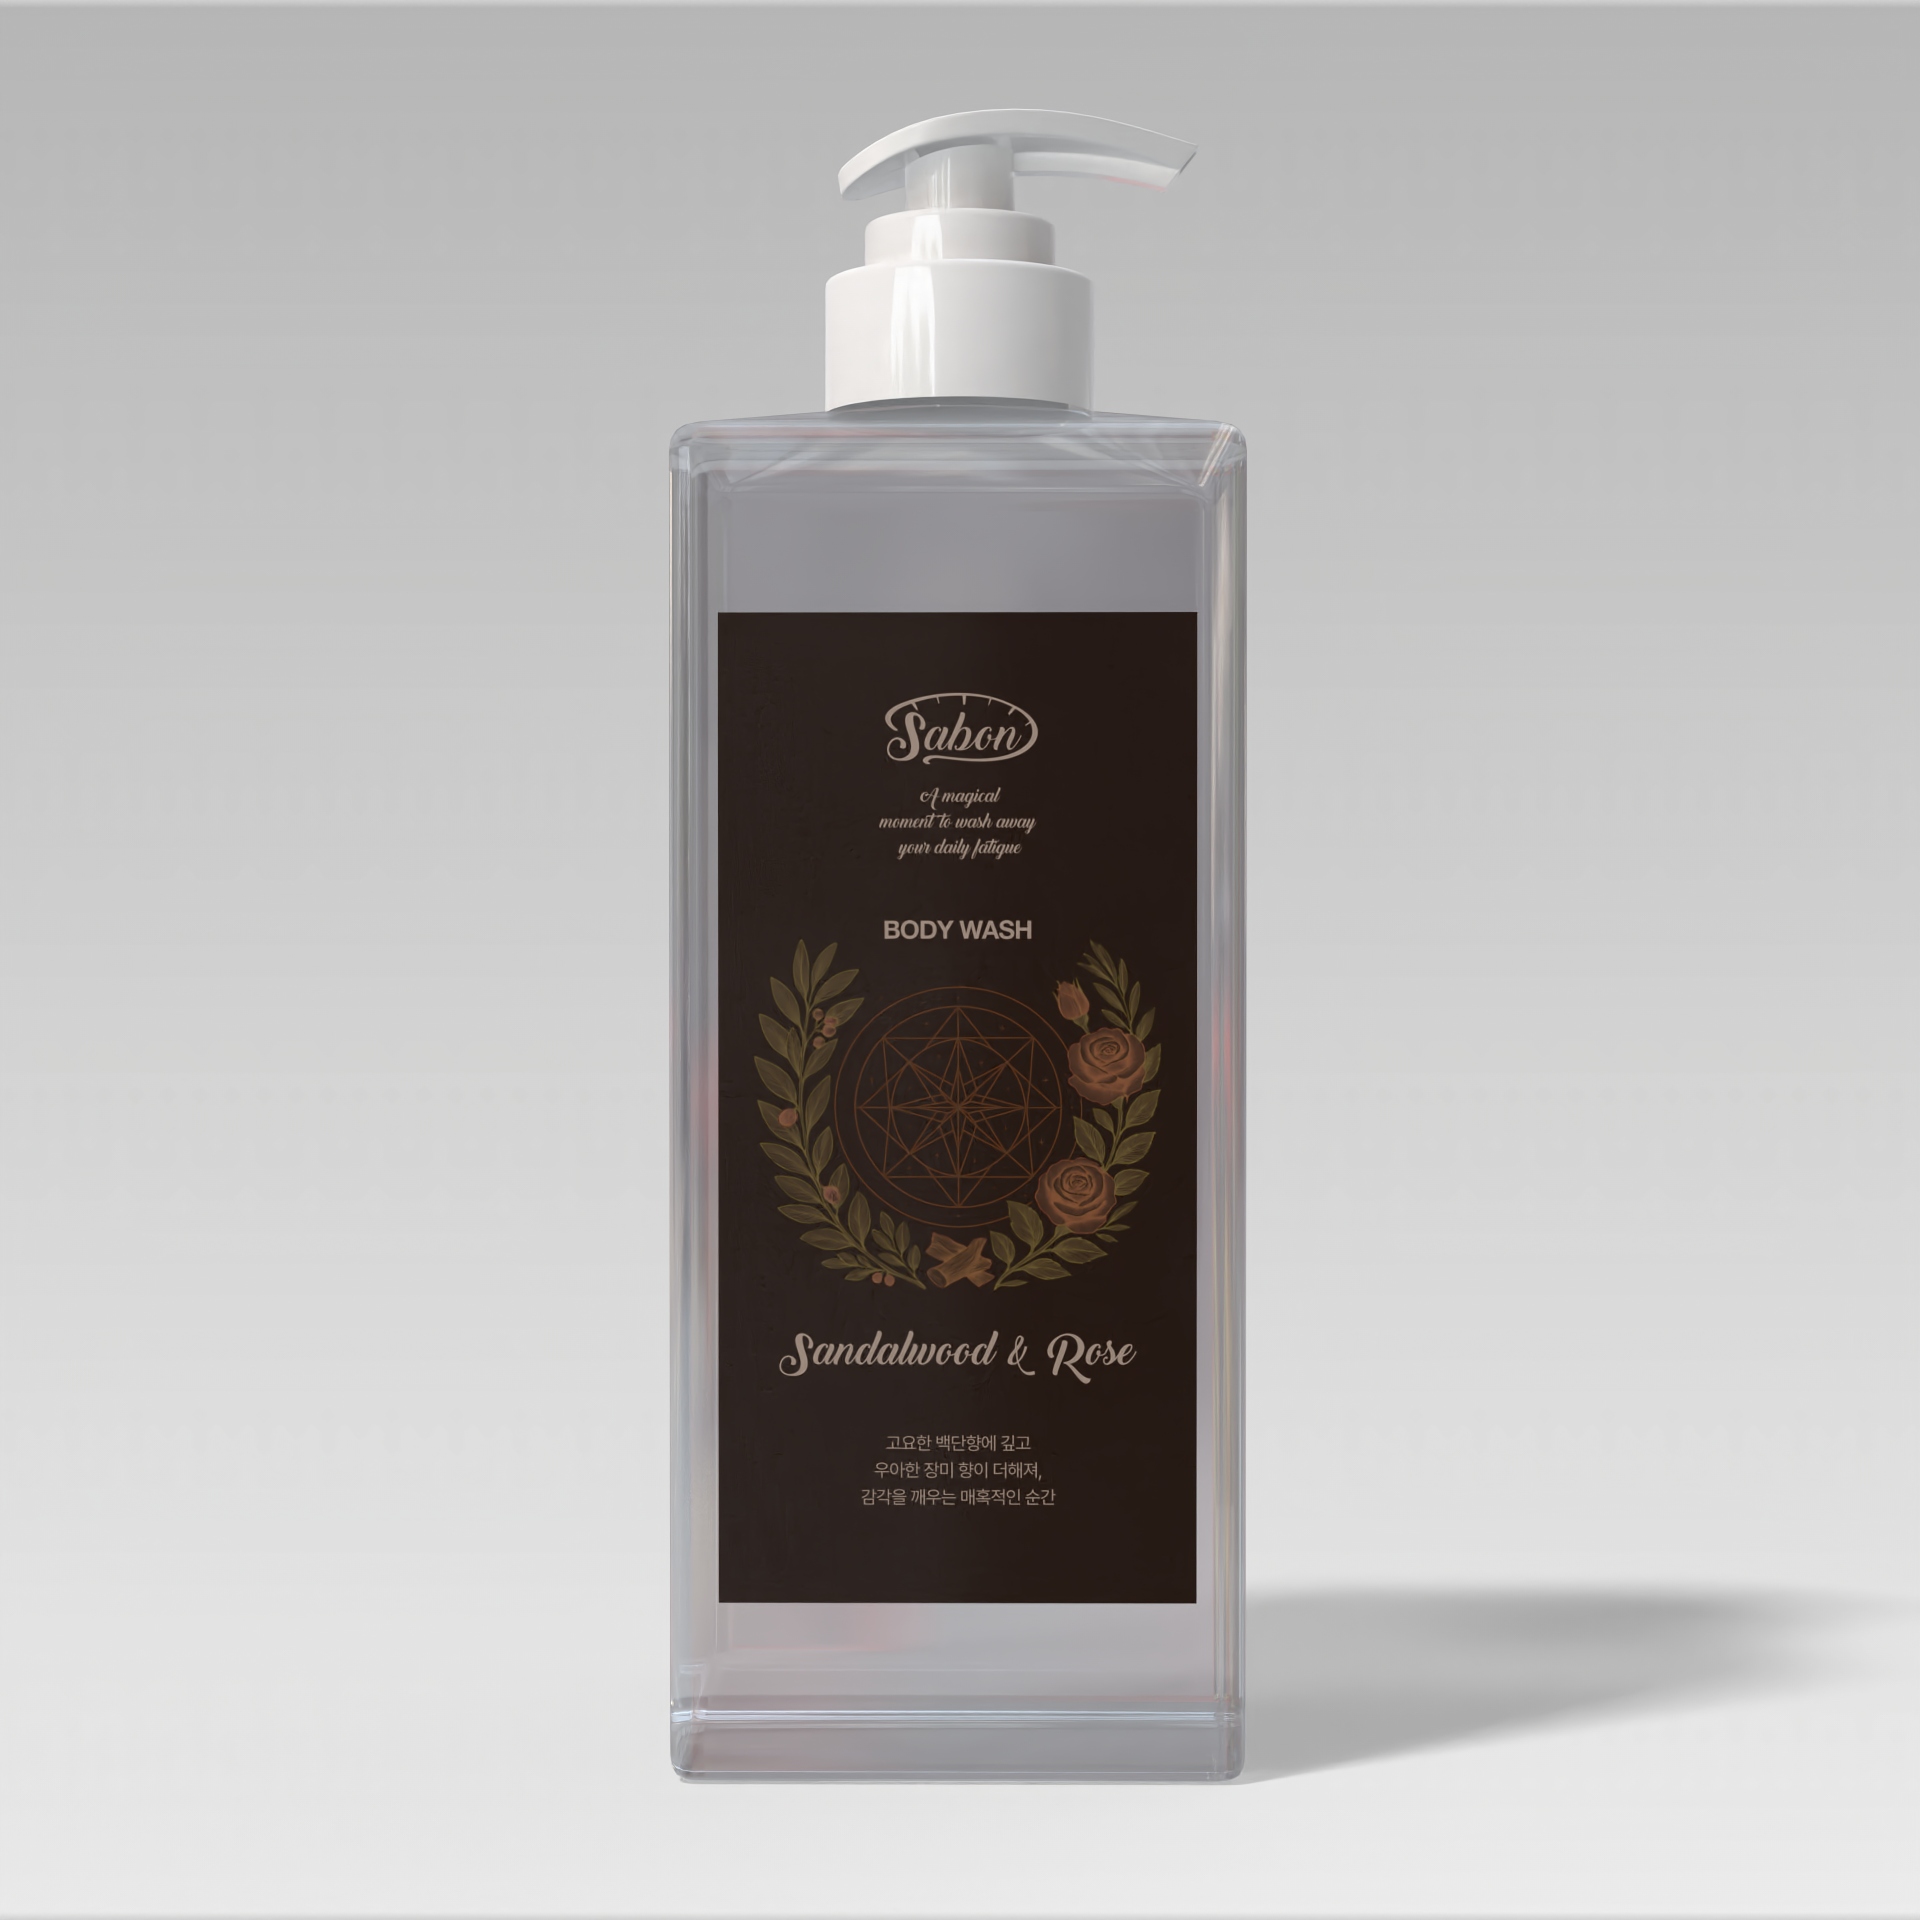 Sabon
A magical
moment to wash away
your daily fatigue
BODY WASH
Sandalwood & Rose
고요한 백단향에 깊고
우아한 장미 향이 더해져,
감각을 깨우는 매혹적인 순간